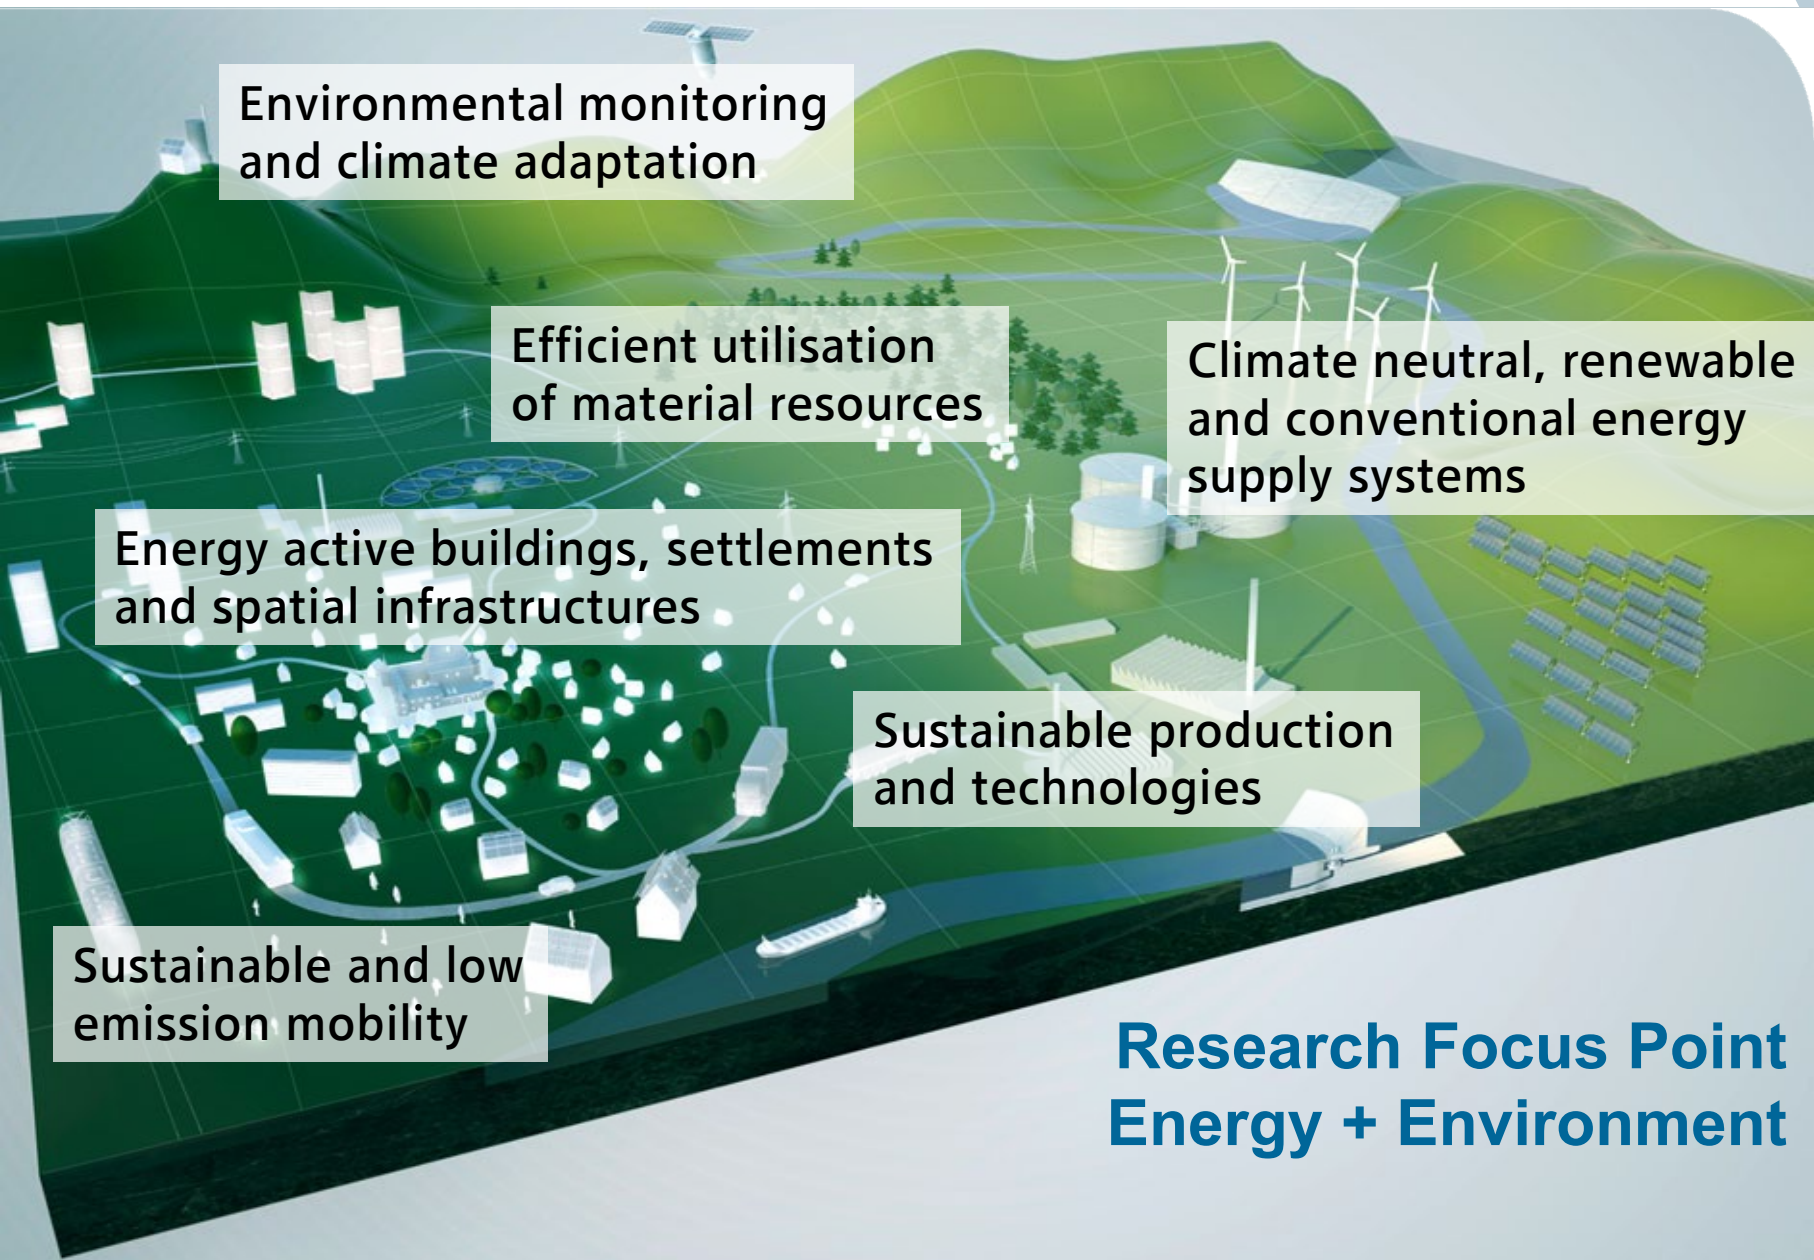 Environmental monitoring
and climate adaptation
Efficient utilisation
of material resources
Climate neutral, renewable
and conventional energy
supply systems
Energy active buildings, settlements
and spatial infrastructures
Sustainable production
and technologies
Sustainable and low
emission mobility
Research Focus Point
Energy + Environment